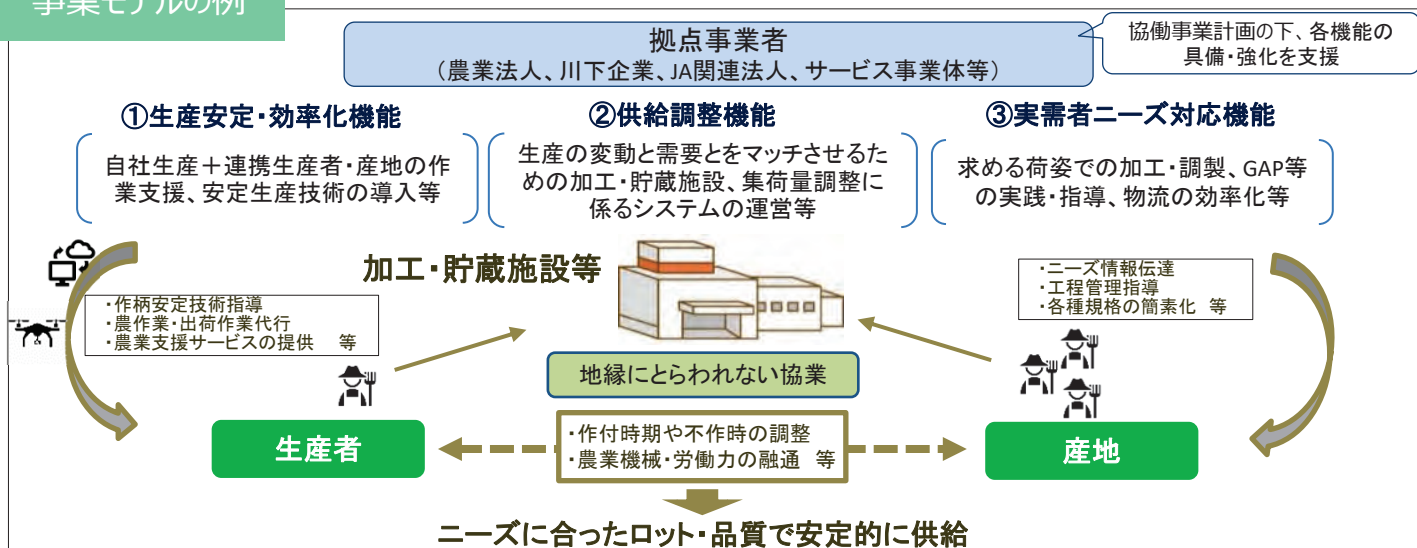 事業モデルの例
拠点事業者
（農業法人、川下企業、JA関連法人、サービス事業体等）
協働事業計画の下、各機能の
具備・強化を支援
①生産安定・効率化機能
自社生産＋連携生産者・産地の作
業支援、安定生産技術の導入等
②供給調整機能
生産の変動と需要とをマッチさせるた
めの加工・貯蔵施設、集荷量調整に
係るシステムの運営等
③実需者ニーズ対応機能
求める荷姿での加工・調製、GAP等
の実践・指導、物流の効率化等
加工・貯蔵施設等
・作柄安定技術指導
・農作業・出荷作業代行
・農業支援サービスの提供　等
・ニーズ情報伝達
・工程管理指導
・各種規格の簡素化　等
地縁にとらわれない協業
生産者
・作付時期や不作時の調整
・農業機械・労働力の融通　等
産地
ニーズに合ったロット・品質で安定的に供給